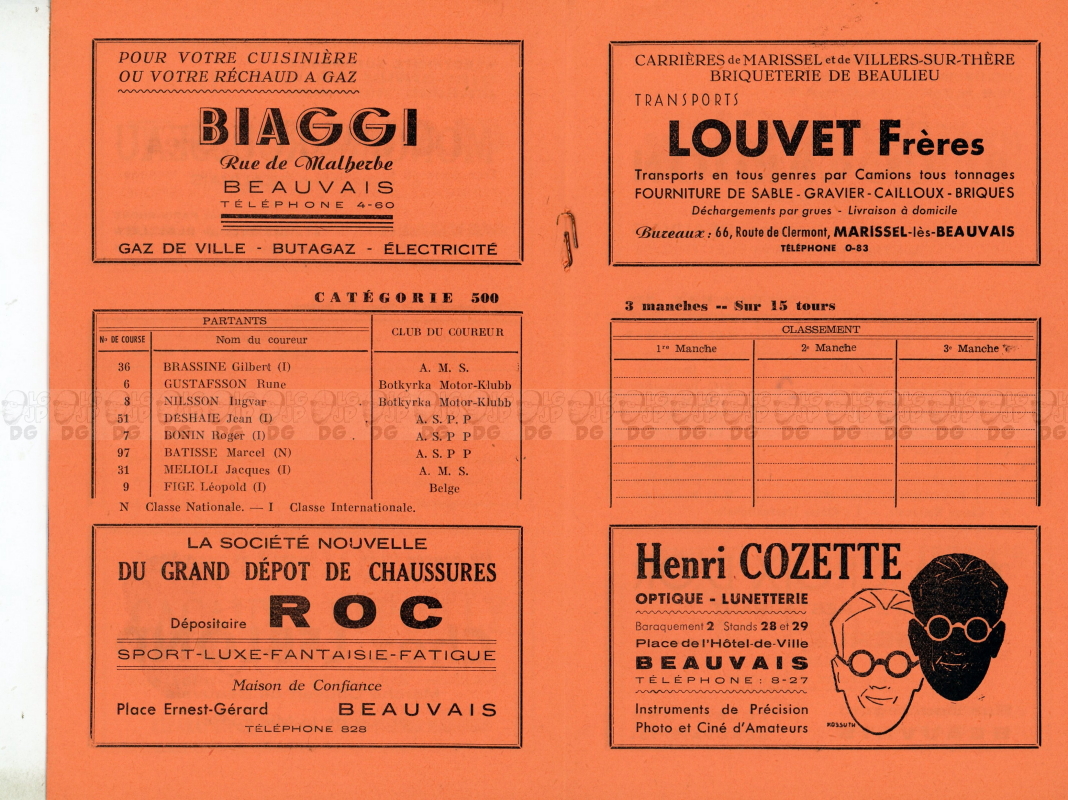 POUR VOTRE CUISINIÈRE
OU VOTRE RÉCHAUD A GAZ
BIAGGI
Rue de Malherbe
BEAUVAIS
TÉLÉPHONE 4-60
GAZ DE VILLE - BUTAGAZ - ÉLECTRICITÉ
CATÉGORIE 500
PARTANTS
CLUB DU COUREUR
Nos DE COURSE Nom du coureur
36 BRASSINE Gilbert (I) A. M. S.
6 GUSTAFSSON Rune Botkyrka Motor-Klubb
8 NILSSON Iugvar Botkyrka Motor-Klubb
51 DESHAIE Jean (I) A. S. P. P
7 BONIN Roger (I) A. S. P P
97 BATISSE Marcel (N) A. S. P P
31 MELIOLI Jacques (I) A. M. S.
9 FIGE Léopold (I) Belge
N Classe Nationale. — I Classe Internationale.
LA SOCIÉTÉ NOUVELLE
DU GRAND DÉPOT DE CHAUSSURES
Dépositaire ROC
SPORT-LUXE-FANTAISIE-FATIGUE
Maison de Confiance
Place Ernest-Gérard BEAUVAIS
TÉLÉPHONE 828
CARRIÈRES de MARISSEL et de VILLERS-SUR-THÈRE
BRIQUETERIE DE BEAULIEU
TRANSPORTS
LOUVET Frères
Transports en tous genres par Camions tous tonnages
FOURNITURE DE SABLE - GRAVIER - CAILLOUX - BRIQUES
Déchargements par grues - Livraison à domicile
Bureaux : 66, Route de Clermont, MARISSEL-lès-BEAUVAIS
TÉLÉPHONE 0-83
3 manches -- Sur 15 tours
CLASSEMENT
1re Manche 2e Manche 3e Manche
Henri COZETTE
OPTIQUE - LUNETTERIE
Baraquement 2 Stands 28 et 29
Place de l'Hôtel-de-Ville
BEAUVAIS
TÉLÉPHONE : 8-27
Instruments de Précision
Photo et Ciné d'Amateurs
KOSSUTH
LG JP DG